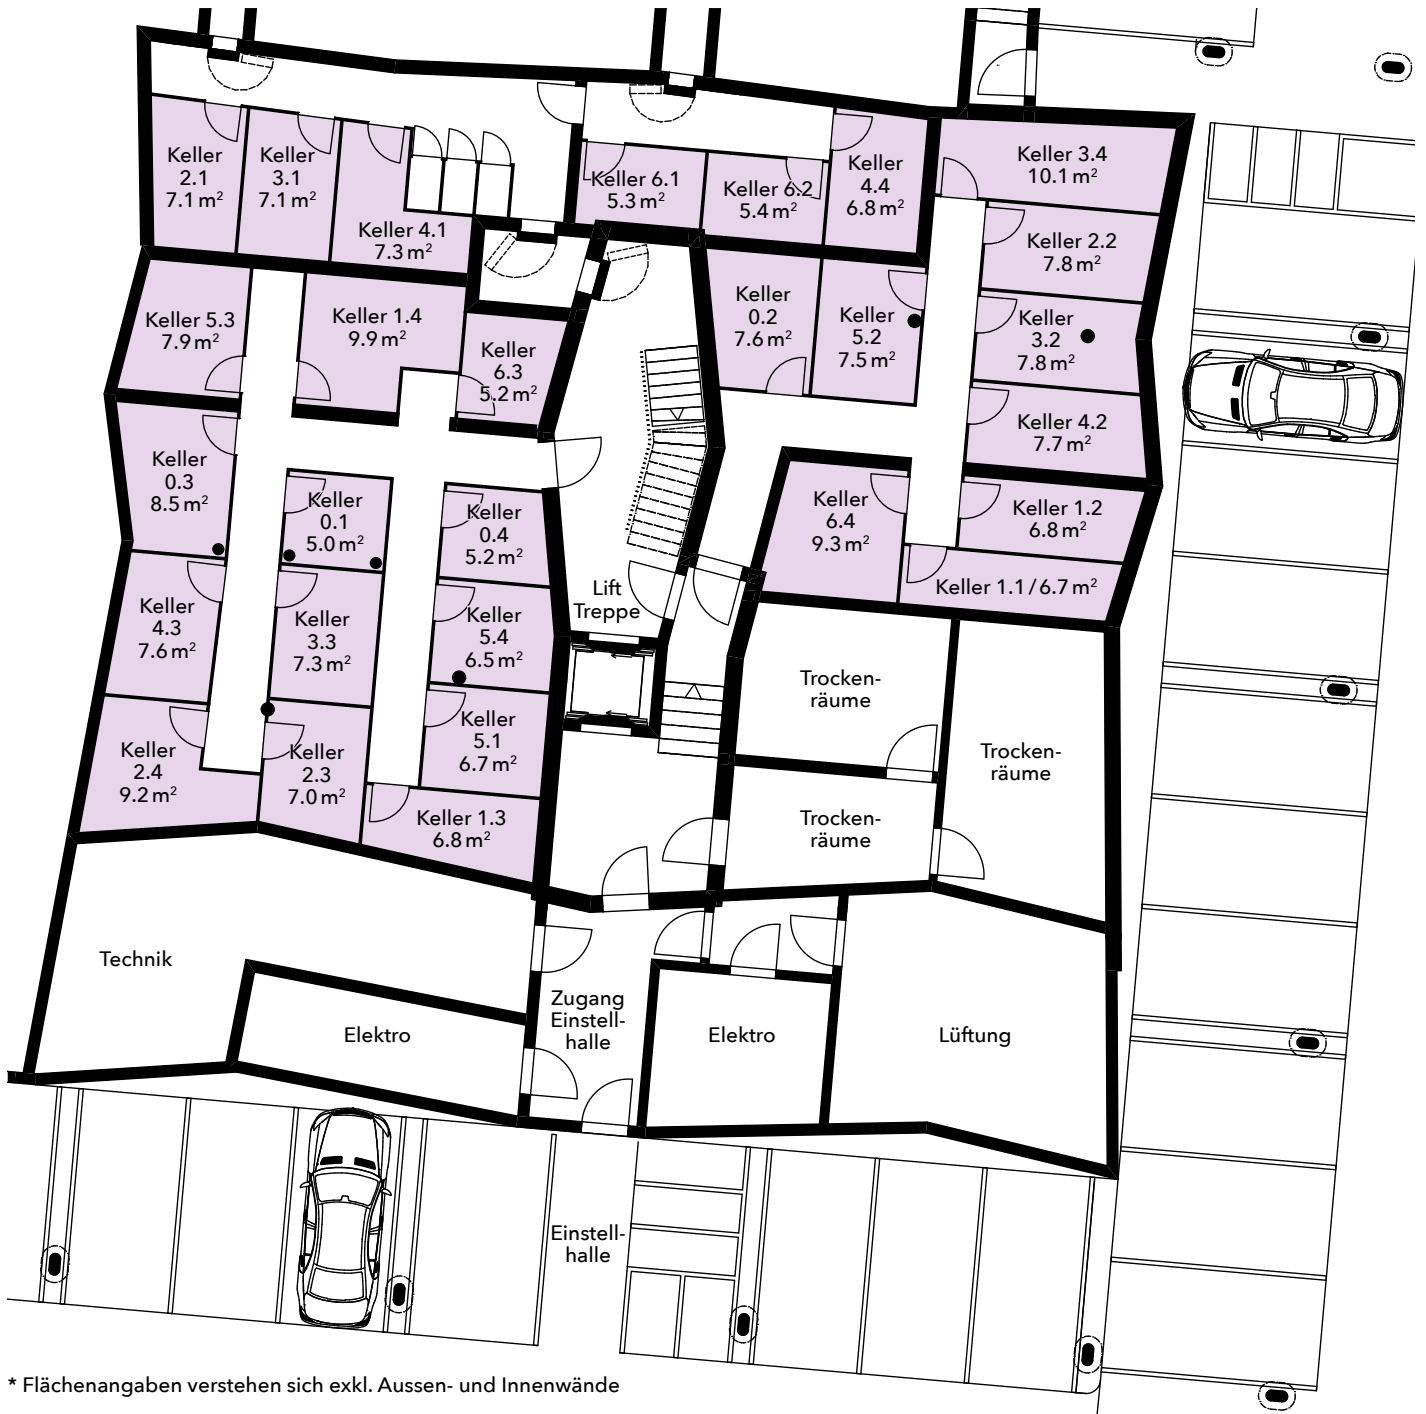 Keller
2.1
7.1 m²
Keller
3.1
7.1 m²
Keller 4.1
7.3 m²
Keller 6.1
5.3 m²
Keller 6.2
5.4 m²
Keller
4.4
6.8 m²
Keller 3.4
10.1 m²
Keller 2.2
7.8 m²
Keller 5.3
7.9 m²
Keller 1.4
9.9 m²
Keller
6.3
5.2 m²
Keller
0.2
7.6 m²
Keller
5.2
7.5 m²
Keller
3.2
7.8 m²
Keller 4.2
7.7 m²
Keller
0.3
8.5 m²
Keller
0.1
5.0 m²
Keller
0.4
5.2 m²
Keller
6.4
9.3 m²
Keller 1.2
6.8 m²
Keller 1.1 / 6.7 m²
Lift
Treppe
Keller
4.3
7.6 m²
Keller
3.3
7.3 m²
Keller
5.4
6.5 m²
Trocken-
räume
Keller
2.4
9.2 m²
Keller
2.3
7.0 m²
Keller
5.1
6.7 m²
Trocken-
räume
Keller 1.3
6.8 m²
Trocken-
räume
Technik
Elektro
Zugang
Einstell-
halle
Elektro
Lüftung
Einstell-
halle
* Flächenangaben verstehen sich exkl. Aussen- und Innenwände